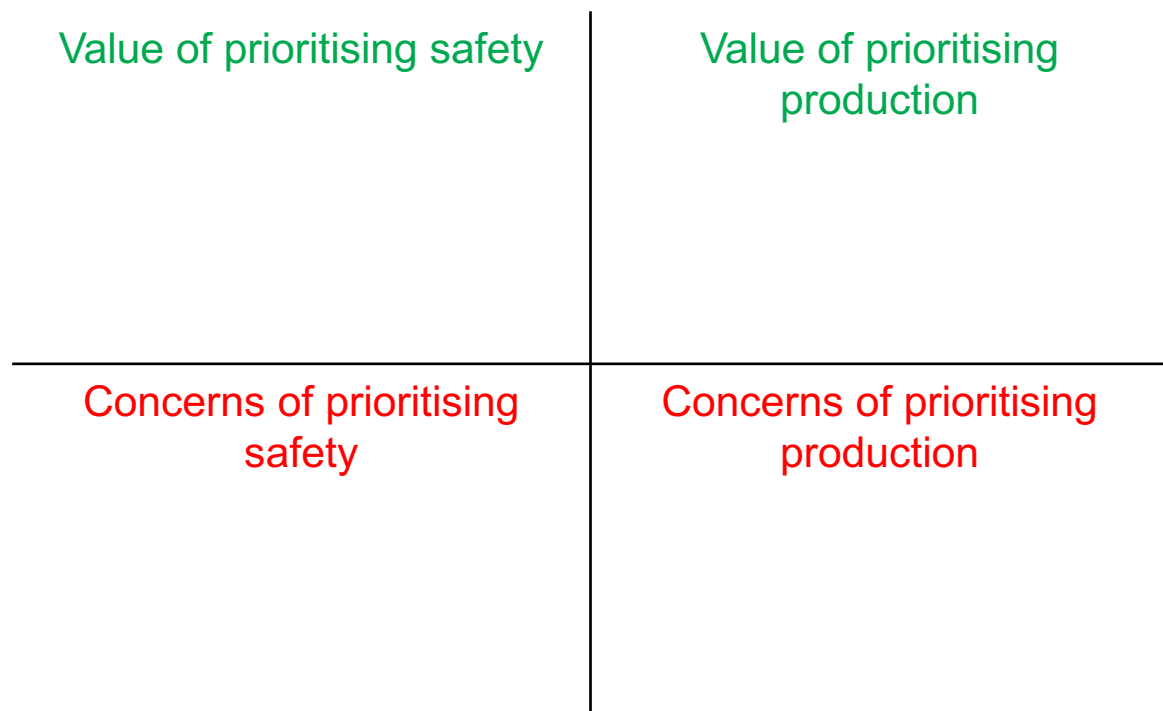 Value of prioritising safety
Value of prioritising
production
Concerns of prioritising
safety
Concerns of prioritising
production